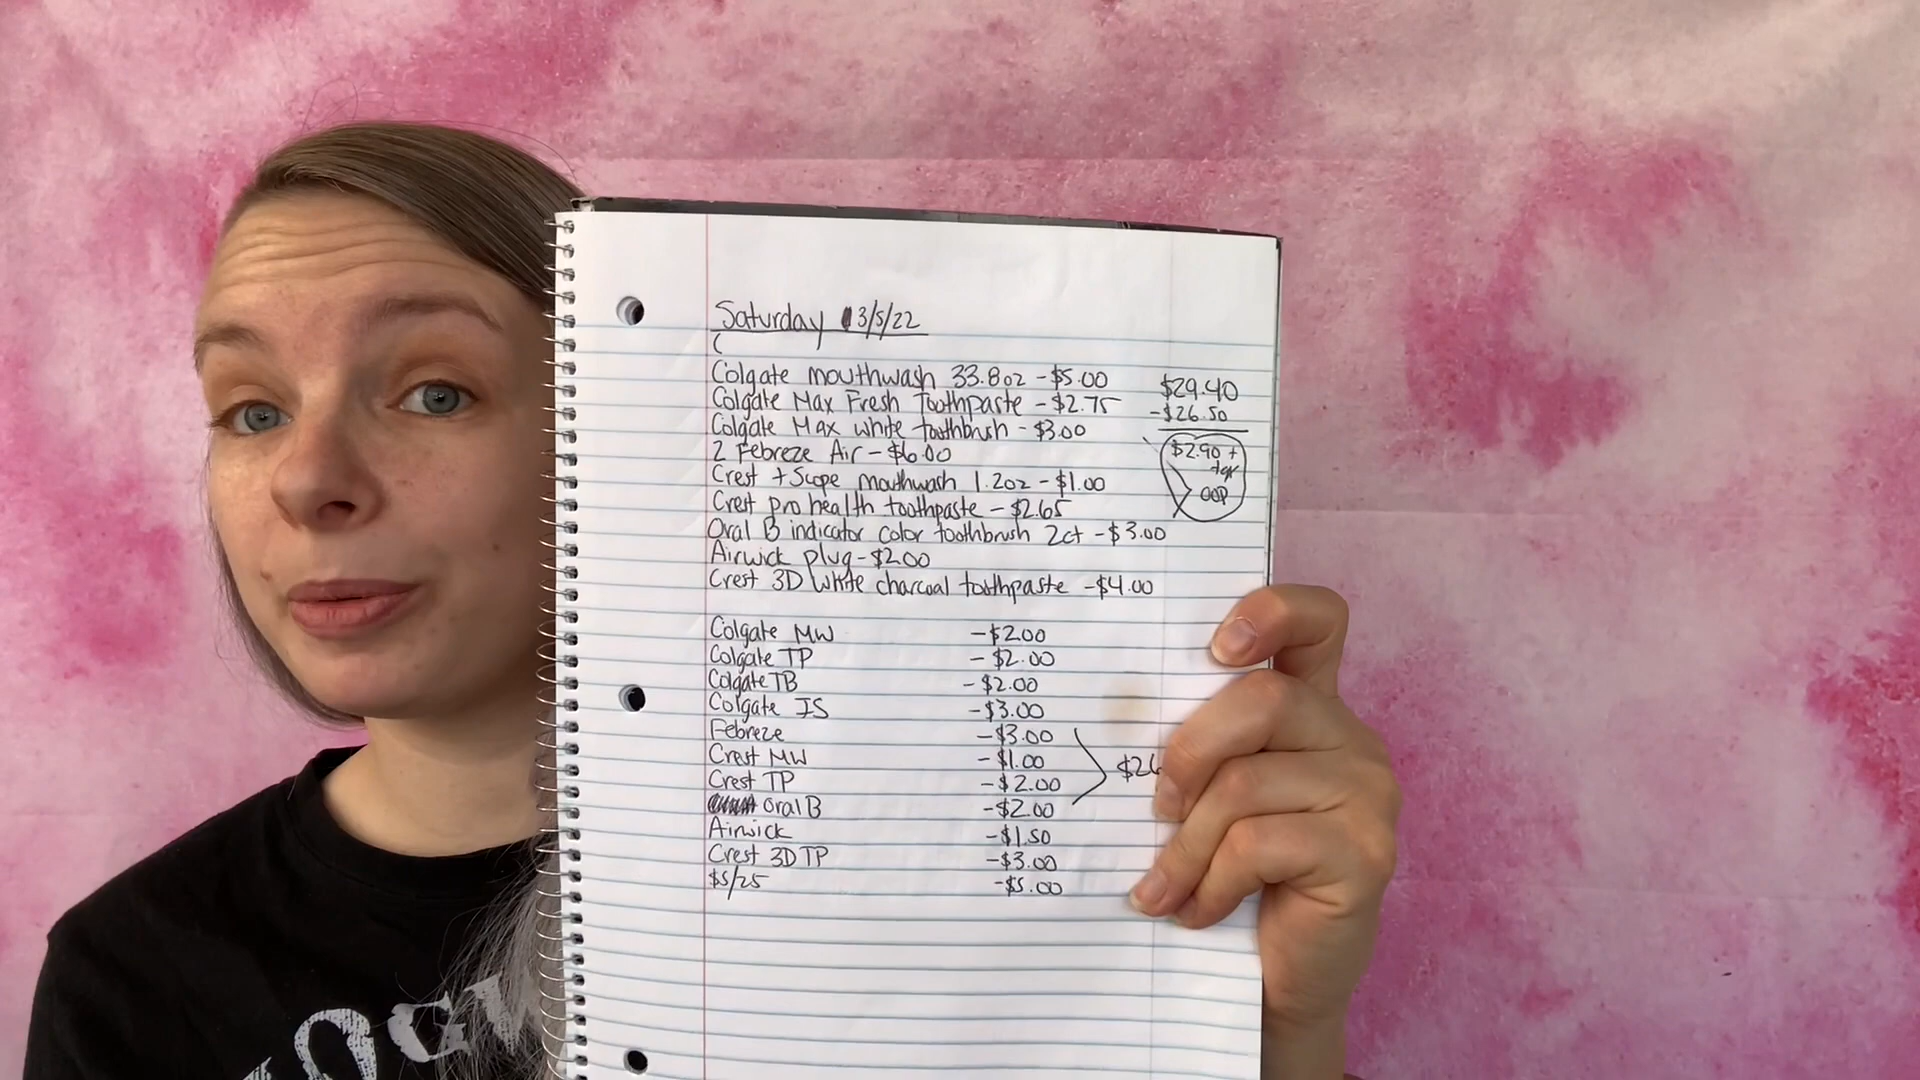 Saturday 3/5/22
(
Colgate mouthwash 33.8oz - $5.00
Colgate Max Fresh Toothpaste - $2.75
Colgate Max white toothbrush - $3.00
2 Febreze Air - $6.00
Crest + Scope mouthwash 1.2oz - $1.00
Crest pro health toothpaste - $2.65
Oral B indicator color toothbrush 2ct - $3.00
Airwick plug - $2.00
Crest 3D White charcoal toothpaste - $4.00
$29.40
-$26.50
$2.90 +
tax
OOP
Colgate MW - $2.00
Colgate TP - $2.00
Colgate TB - $2.00
Colgate IS - $3.00
Febreze - $3.00
Crest MW - $1.00
Crest TP - $2.00
Oral B - $2.00
Airwick - $1.50
Crest 3D TP - $3.00
$5/25 - $5.00
$26